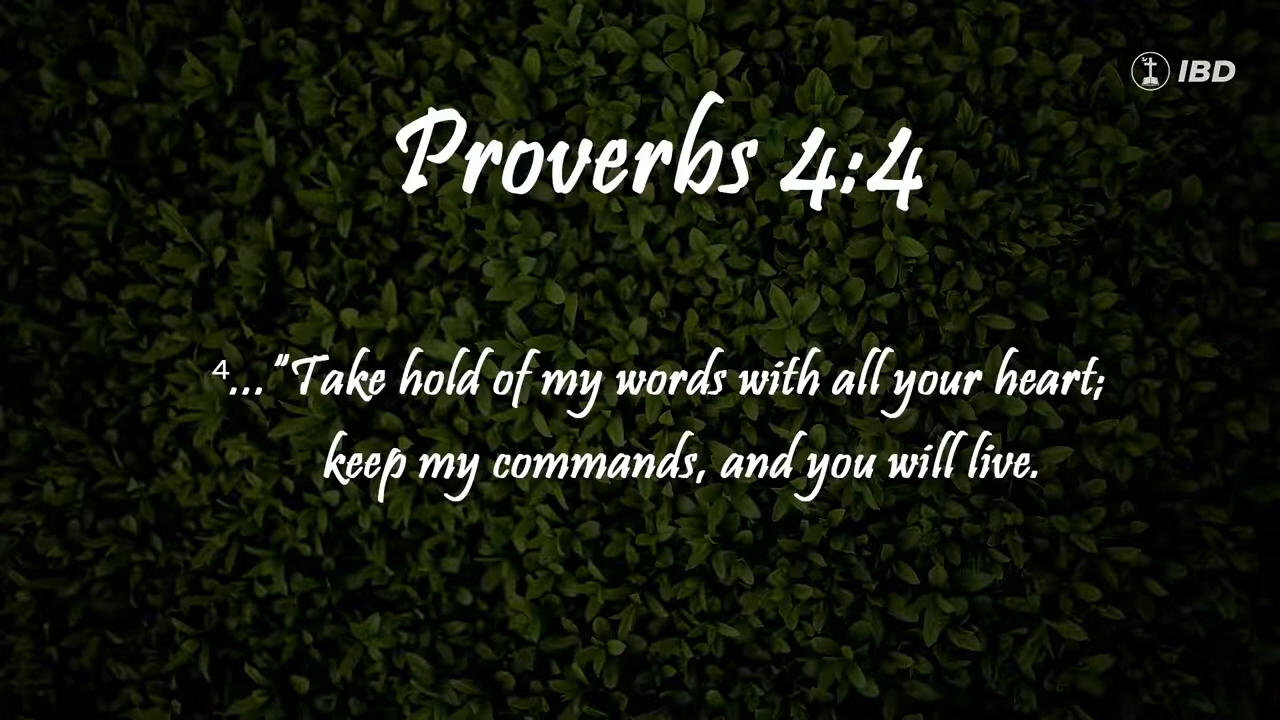 IBD
Proverbs 4:4
⁴..."Take hold of my words with all your heart;
keep my commands, and you will live.